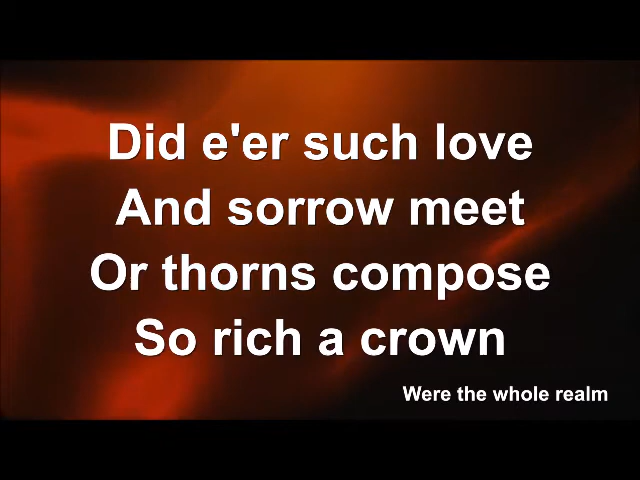 Did e'er such love
And sorrow meet
Or thorns compose
So rich a crown
Were the whole realm